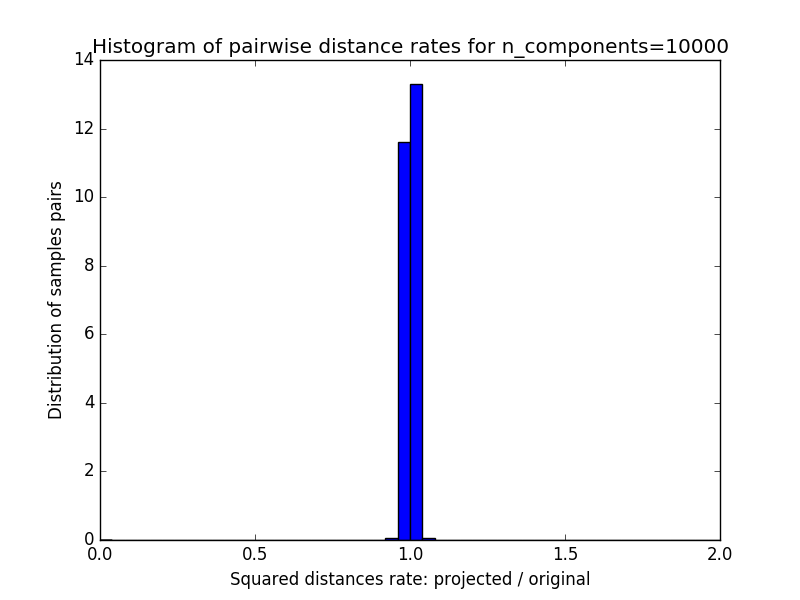 Histogram of pairwise distance rates for n_components=10000
14
12
10
8
6
4
2
0
Distribution of samples pairs
0.0 0.5 1.0 1.5 2.0
Squared distances rate: projected / original